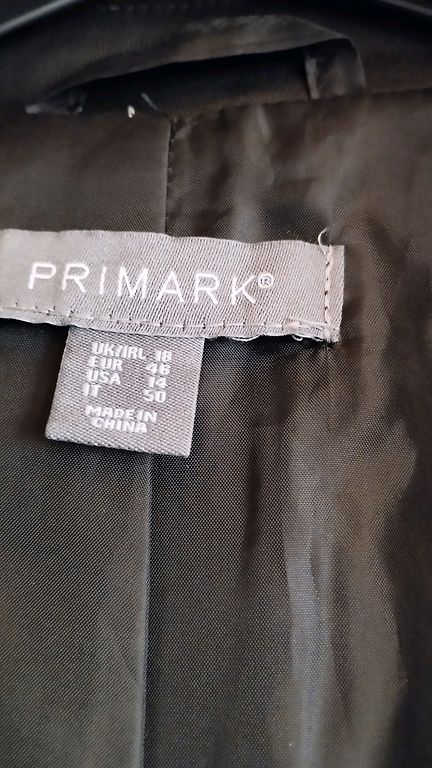 PRIMARK®
UK/IRL 18
EUR 46
USA 14
IT 50
MADE IN
CHINA